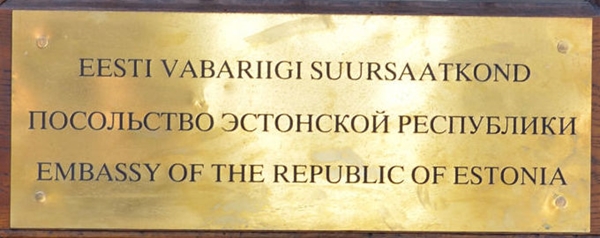 EESTI VABARIIGI SUURSAATKOND
ПОСОЛЬСТВО ЭСТОНСКОЙ РЕСПУБЛИКИ
EMBASSY OF THE REPUBLIC OF ESTONIA